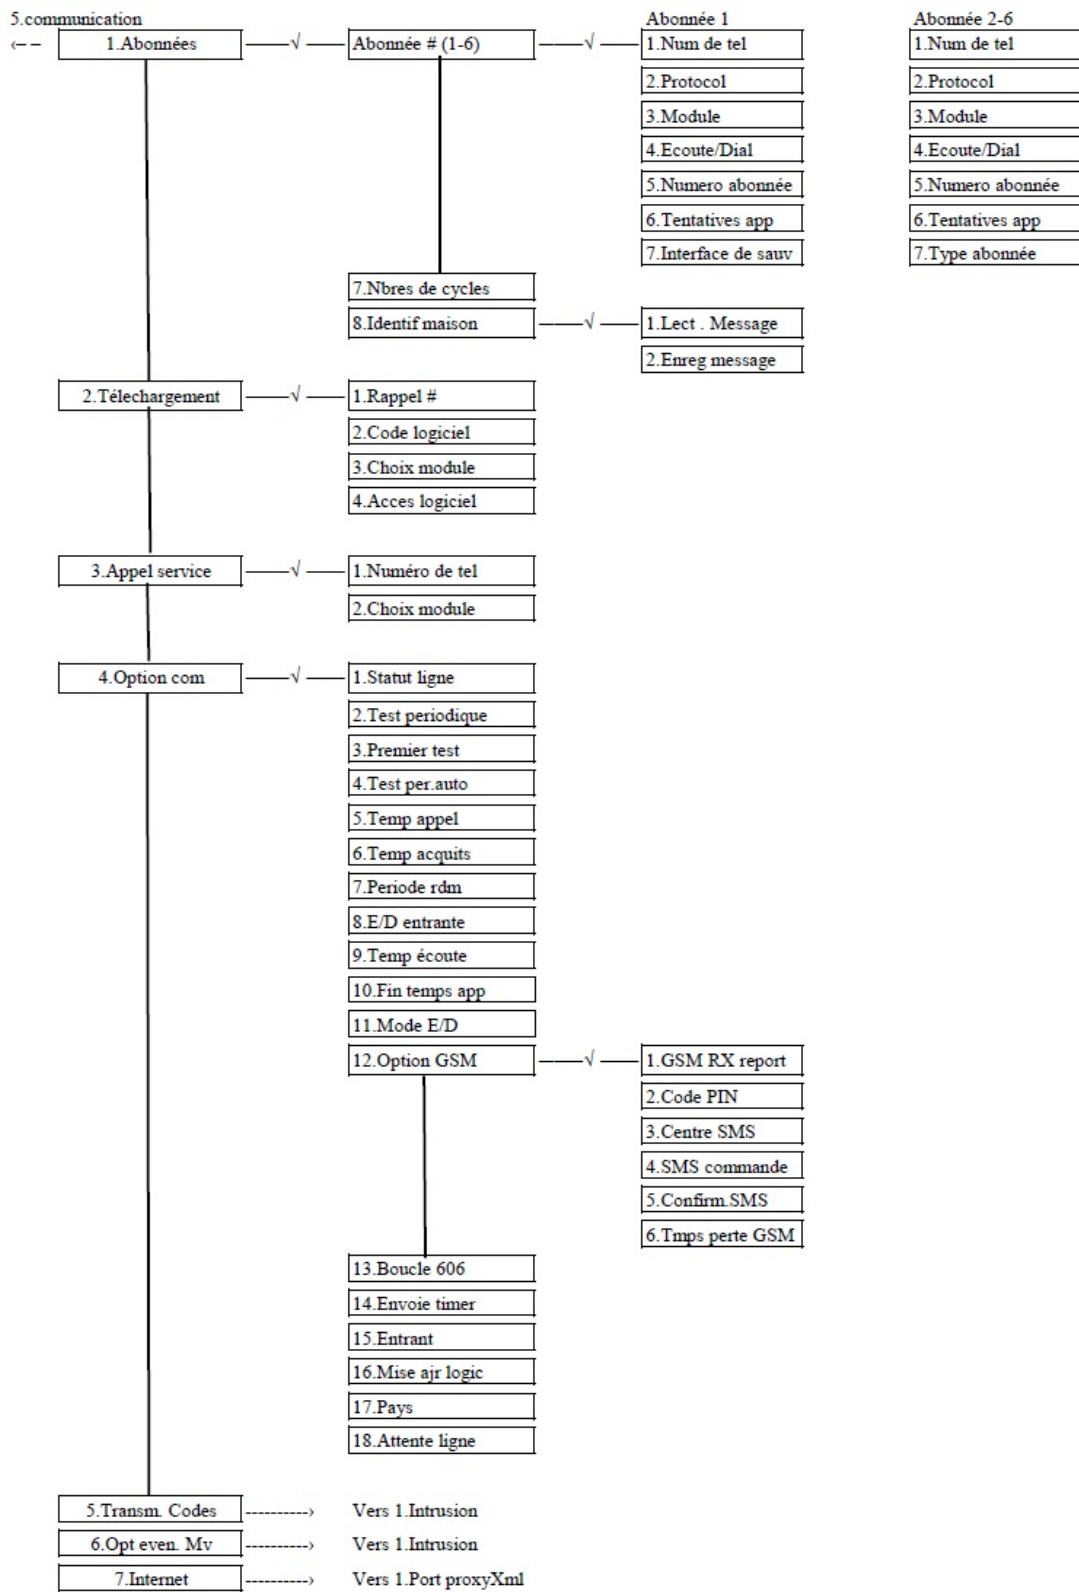 5.communication
Abonnée 1
Abonnée 2-6
←– –
1.Abonnées
√
Abonnée # (1-6)
√
1.Num de tel
1.Num de tel
2.Protocol
2.Protocol
3.Module
3.Module
4.Ecoute/Dial
4.Ecoute/Dial
5.Numero abonnée
5.Numero abonnée
6.Tentatives app
6.Tentatives app
7.Interface de sauv
7.Type abonnée
7.Nbres de cycles
8.Identif maison
√
1.Lect . Message
2.Enreg message
2.Télechargement
√
1.Rappel #
2.Code logiciel
3.Choix module
4.Acces logiciel
3.Appel service
√
1.Numéro de tel
2.Choix module
4.Option com
√
1.Statut ligne
2.Test periodique
3.Premier test
4.Test per.auto
5.Temp appel
6.Temp acquits
7.Periode rdm
8.E/D entrante
9.Temp écoute
10.Fin temps app
11.Mode E/D
12.Option GSM
√
1.GSM RX report
2.Code PIN
3.Centre SMS
4.SMS commande
5.Confirm.SMS
6.Tmps perte GSM
13.Boucle 606
14.Envoie timer
15.Entrant
16.Mise ajr logic
17.Pays
18.Attente ligne
5.Transm. Codes ----------› Vers 1.Intrusion
6.Opt even. Mv ----------› Vers 1.Intrusion
7.Internet ----------› Vers 1.Port proxyXml